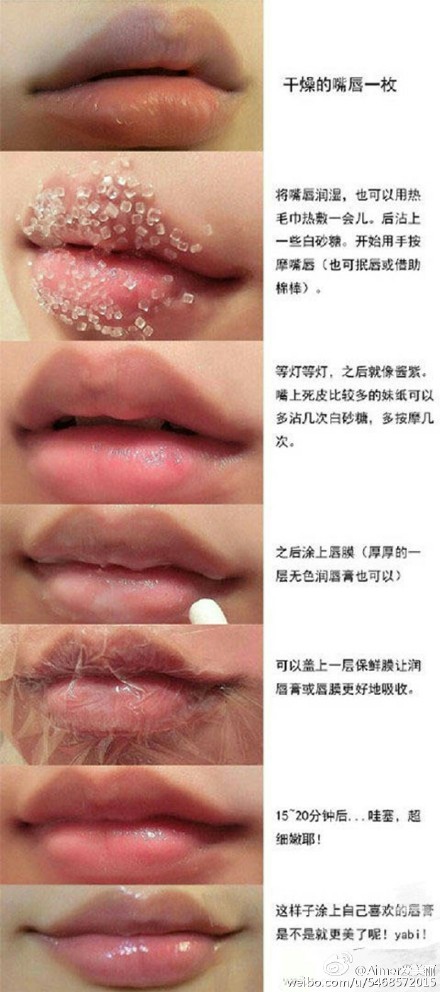 干燥的嘴唇一枚
将嘴唇润湿，也可以用热
毛巾热敷一会儿。后沾上
一些白砂糖。开始用手按
摩嘴唇（也可抿唇或借助
棉棒）。
等灯等灯，之后就像酱紫。
嘴上死皮比较多的妹纸可以
多沾几次白砂糖，多按摩几
次。
之后涂上唇膜（厚厚的一
层无色润唇膏也可以）
可以盖上一层保鲜膜让润
唇膏或唇膜更好地吸收。
15~20分钟后...哇塞，超
细嫩耶！
这样子涂上自己喜欢的唇膏
是不是就更美了呢！yabi！
@Aimer爱美丽
weibo.com/u/5468572015